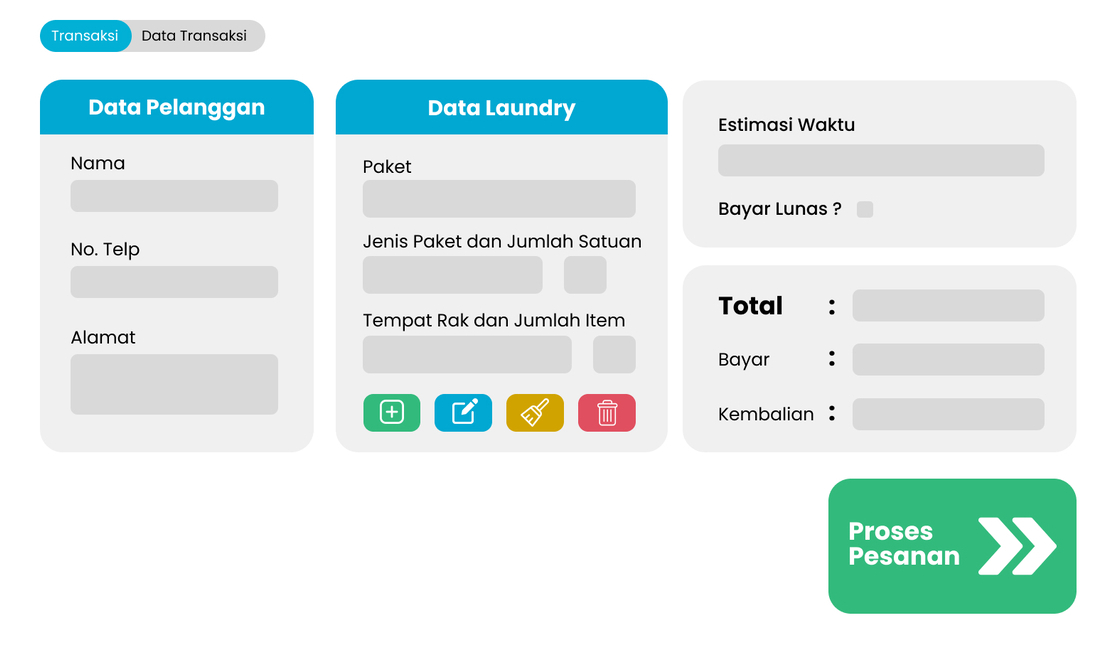 Transaksi
Data Transaksi
Data Pelanggan
Nama
No. Telp
Alamat
Data Laundry
Paket
Jenis Paket dan Jumlah Satuan
Tempat Rak dan Jumlah Item
Estimasi Waktu
Bayar Lunas ?
Total :
Bayar :
Kembalian :
Proses
Pesanan